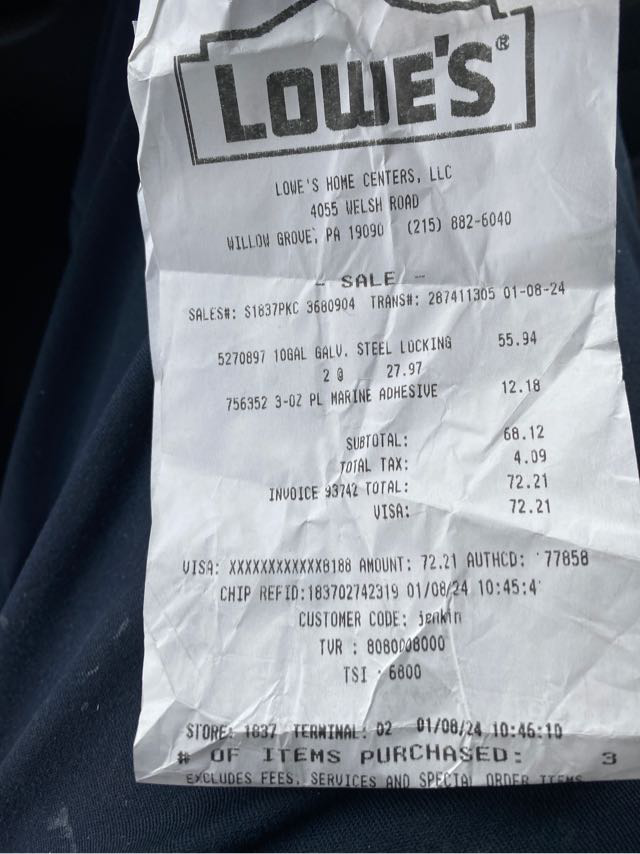 LOWE'S®
LOWE'S HOME CENTERS, LLC
4055 WELSH ROAD
WILLOW GROVE, PA 19090 (215) 882-6040
- SALE -
SALES#: S1837PKC 3680904 TRANS#: 287411305 01-08-24
5270897 10GAL GALV. STEEL LOCKING 55.94
2 @ 27.97
756352 3-OZ PL MARINE ADHESIVE 12.18
SUBTOTAL: 68.12
TOTAL TAX: 4.09
INVOICE 93742 TOTAL: 72.21
VISA: 72.21
VISA: XXXXXXXXXXXX8188 AMOUNT: 72.21 AUTHCD: 77858
CHIP REFID:183702742319 01/08/24 10:45:4
CUSTOMER CODE: jenkin
TVR : 8080008000
TSI : 6800
STORE: 1837 TERMINAL: 02 01/08/24 10:46:10
# OF ITEMS PURCHASED: 3
EXCLUDES FEES, SERVICES AND SPECIAL ORDER ITEMS